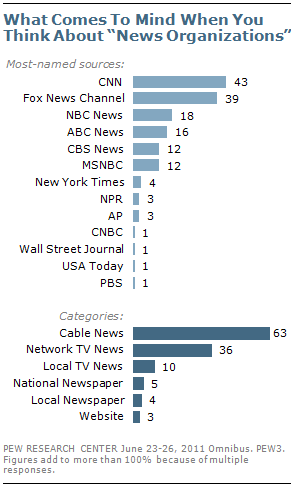 What Comes To Mind When You
Think About “News Organizations”
Most-named sources:
CNN 43
Fox News Channel 39
NBC News 18
ABC News 16
CBS News 12
MSNBC 12
New York Times 4
NPR 3
AP 3
CNBC 1
Wall Street Journal 1
USA Today 1
PBS 1
Categories:
Cable News 63
Network TV News 36
Local TV News 10
National Newspaper 5
Local Newspaper 4
Website 3
PEW RESEARCH CENTER June 23-26, 2011 Omnibus. PEW3.
Figures add to more than 100% because of multiple
responses.